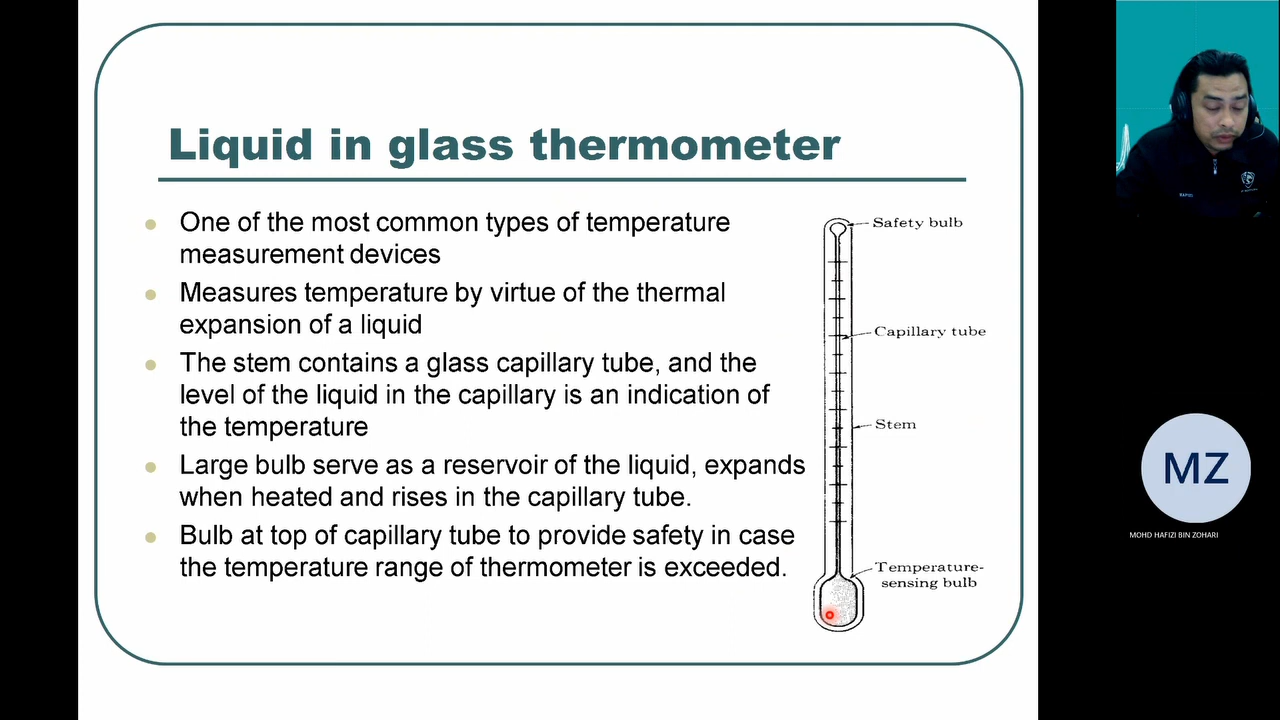 Liquid in glass thermometer
One of the most common types of temperature
measurement devices
Measures temperature by virtue of the thermal
expansion of a liquid
The stem contains a glass capillary tube, and the
level of the liquid in the capillary is an indication of
the temperature
Large bulb serve as a reservoir of the liquid, expands
when heated and rises in the capillary tube.
Bulb at top of capillary tube to provide safety in case
the temperature range of thermometer is exceeded.
Safety bulb
Capillary tube
Stem
Temperature-
sensing bulb
MZ
MOHD HAFIZI BIN ZOHARI